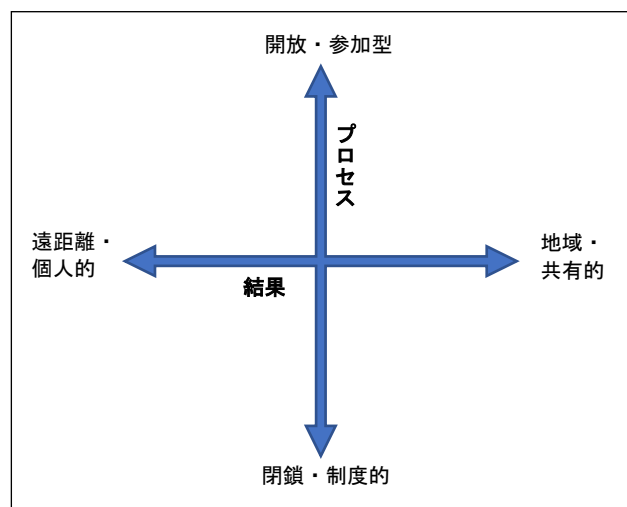 開放・参加型
プロセス
遠距離・
個人的
地域・
共有的
結果
閉鎖・制度的